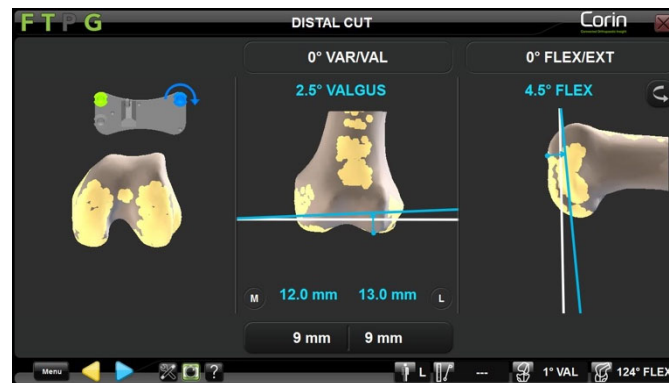 F T P G
DISTAL CUT
Corin
0° VAR/VAL
0° FLEX/EXT
2.5° VALGUS
4.5° FLEX
M
12.0 mm
13.0 mm
L
9 mm
9 mm
Menu
?
L
---
1° VAL
124° FLEX